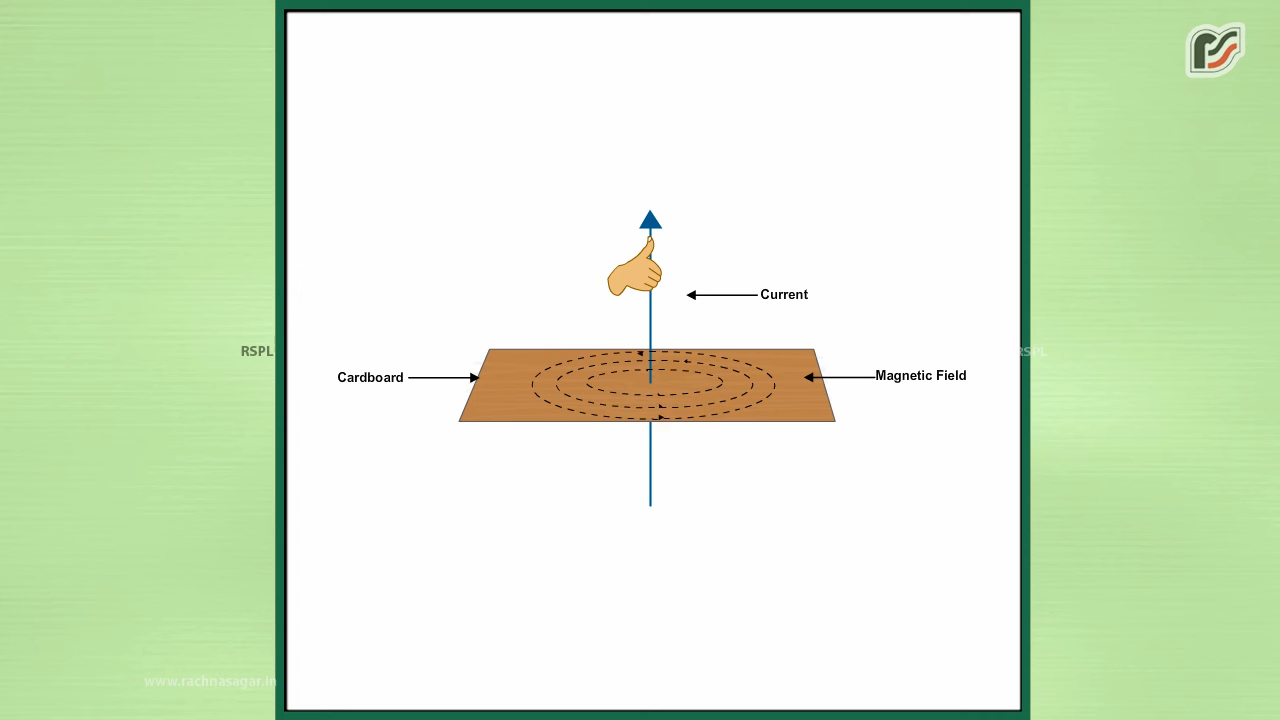 Current
RSPL
RSPL
Cardboard
Magnetic Field
www.rachnasagar.in